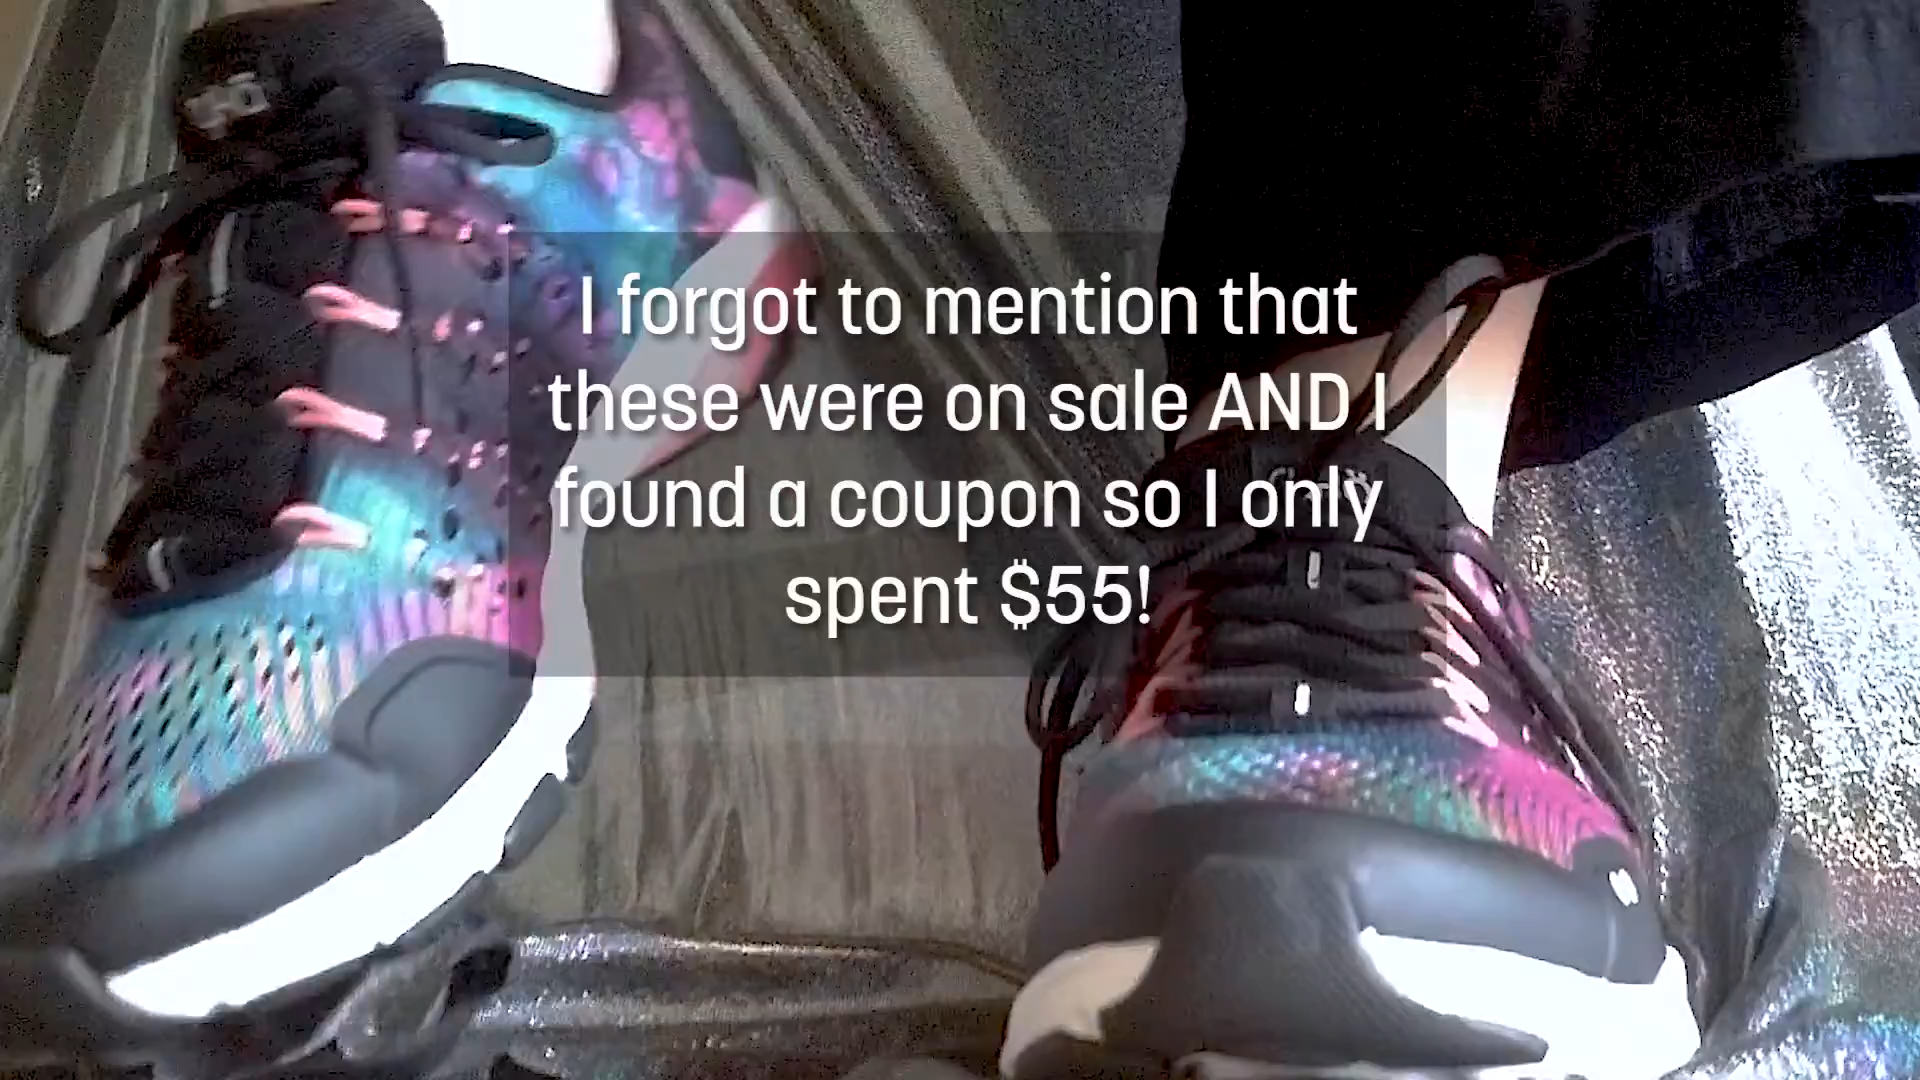 I forgot to mention that
these were on sale AND I
found a coupon so I only
spent $55!